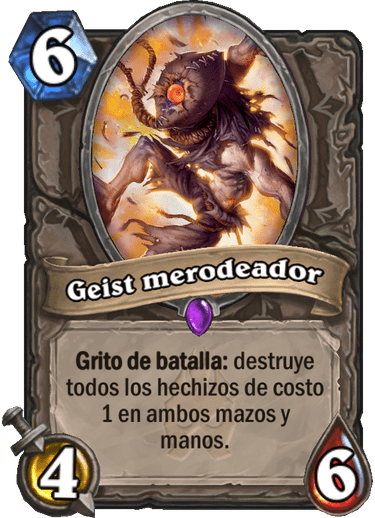 6
Geist merodeador
Grito de batalla: destruye
todos los hechizos de costo
1 en ambos mazos y
manos.
4
6